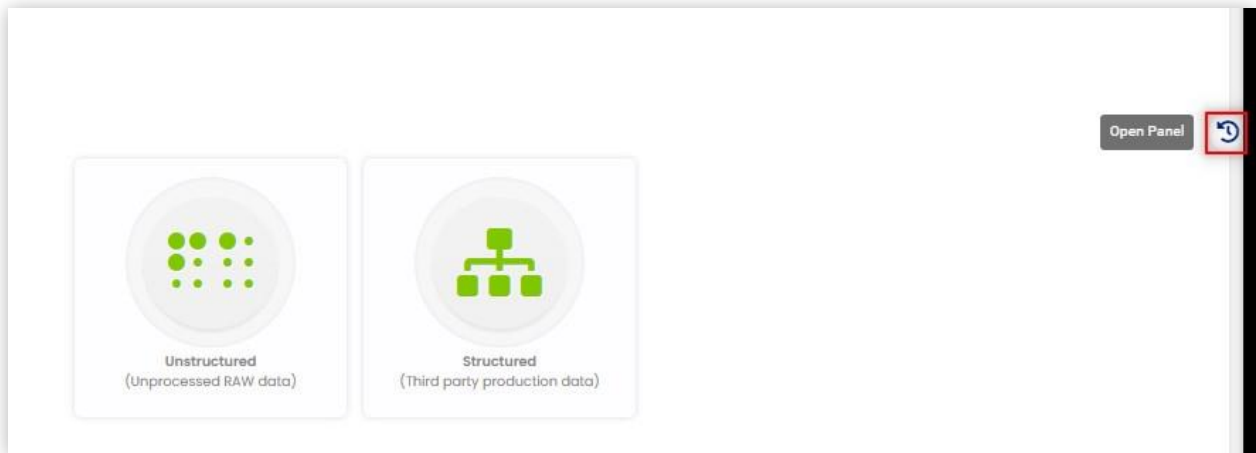 Open Panel
Unstructured
(Unprocessed RAW data)
Structured
(Third party production data)